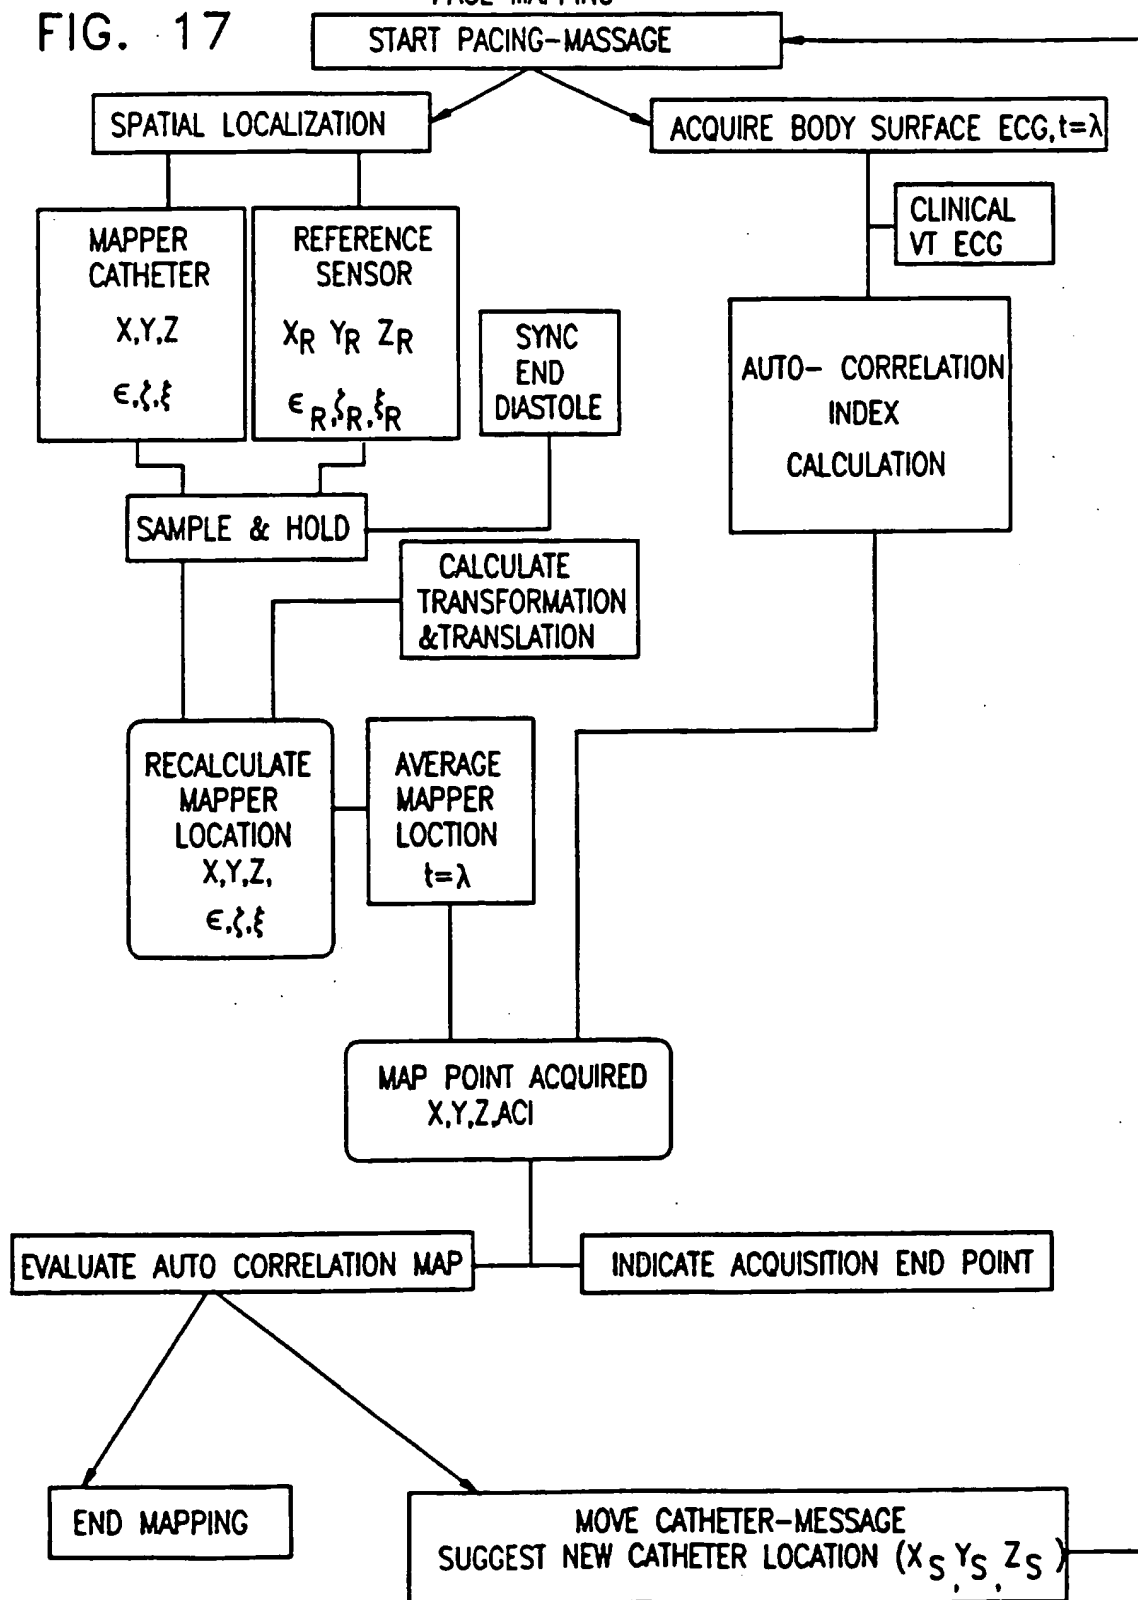 FIG. 17
PACE MAPPING
START PACING-MASSAGE
SPATIAL LOCALIZATION
ACQUIRE BODY SURFACE ECG, t=λ
CLINICAL
VT ECG
MAPPER
CATHETER
X,Y,Z
ϵ,ζ,ξ
REFERENCE
SENSOR
XR YR ZR
ϵR,ζR,ξR
SYNC
END
DIASTOLE
AUTO- CORRELATION
INDEX
CALCULATION
SAMPLE & HOLD
CALCULATE
TRANSFORMATION
&TRANSLATION
RECALCULATE
MAPPER
LOCATION
X,Y,Z,
ϵ,ζ,ξ
AVERAGE
MAPPER
LOCTION
t=λ
MAP POINT ACQUIRED
X,Y,Z,ACI
EVALUATE AUTO CORRELATION MAP
INDICATE ACQUISITION END POINT
END MAPPING
MOVE CATHETER-MESSAGE
SUGGEST NEW CATHETER LOCATION (XS,YS,ZS)